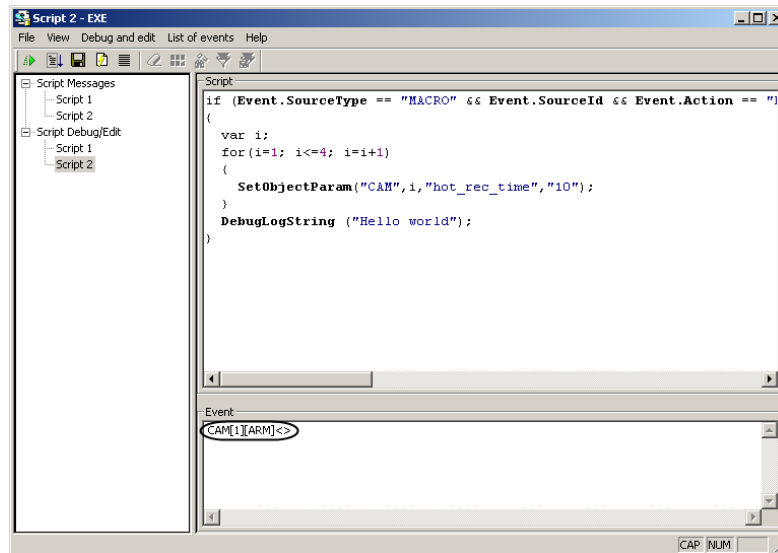 Script 2 - EXE
File View Debug and edit List of events Help
Script Messages
Script 1
Script 2
Script Debug/Edit
Script 1
Script 2
Script
if (Event.SourceType == "MACRO" && Event.SourceId && Event.Action == "
{
var i;
for(i=1; i<=4; i=i+1)
{
SetObjectParam("CAM",i,"hot_rec_time","10");
}
DebugLogString ("Hello world");
}
Event
CAM[1][ARM]<>
CAP NUM